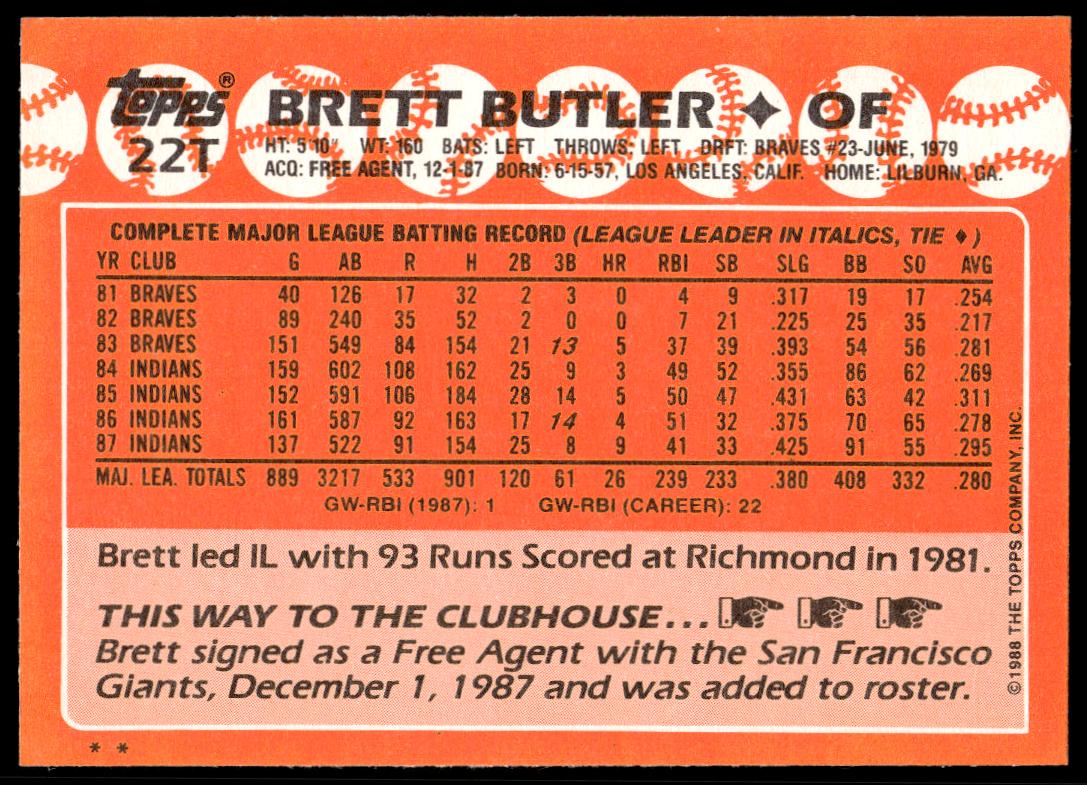 topps®
22T
BRETT BUTLER ♦ OF
HT: 5'10" WT: 160 BATS: LEFT THROWS: LEFT DRFT: BRAVES #23-JUNE, 1979
ACQ: FREE AGENT, 12-1-87 BORN: 6-15-57, LOS ANGELES, CALIF. HOME: LILBURN, GA.
COMPLETE MAJOR LEAGUE BATTING RECORD (LEAGUE LEADER IN ITALICS, TIE ♦)
YR CLUB G AB R H 2B 3B HR RBI SB SLG BB SO AVG
81 BRAVES 40 126 17 32 2 3 0 4 9 .317 19 17 .254
82 BRAVES 89 240 35 52 2 0 0 7 21 .225 25 35 .217
83 BRAVES 151 549 84 154 21 13 5 37 39 .393 54 56 .281
84 INDIANS 159 602 108 162 25 9 3 49 52 .355 86 62 .269
85 INDIANS 152 591 106 184 28 14 5 50 47 .431 63 42 .311
86 INDIANS 161 587 92 163 17 14 4 51 32 .375 70 65 .278
87 INDIANS 137 522 91 154 25 8 9 41 33 .425 91 55 .295
MAJ. LEA. TOTALS 889 3217 533 901 120 61 26 239 233 .380 408 332 .280
GW-RBI (1987): 1 GW-RBI (CAREER): 22
Brett led IL with 93 Runs Scored at Richmond in 1981.
THIS WAY TO THE CLUBHOUSE...
Brett signed as a Free Agent with the San Francisco
Giants, December 1, 1987 and was added to roster.
©1988 THE TOPPS COMPANY, INC.
* *